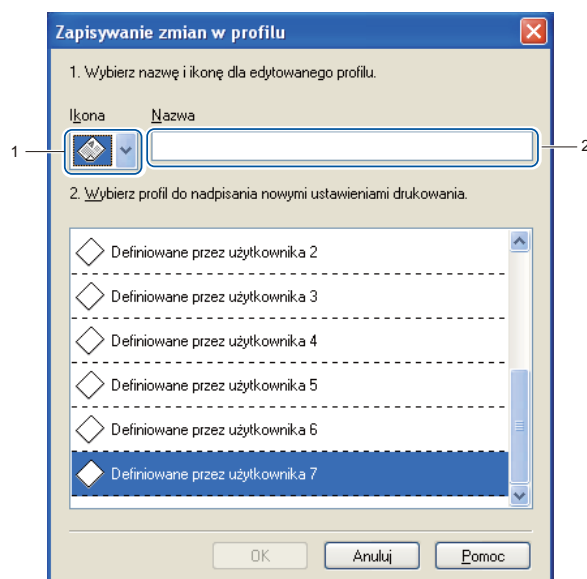 Zapisywanie zmian w profilu
1. Wybierz nazwę i ikonę dla edytowanego profilu.
Ikona Nazwa
1
2
2. Wybierz profil do nadpisania nowymi ustawieniami drukowania.
Definiowane przez użytkownika 2
Definiowane przez użytkownika 3
Definiowane przez użytkownika 4
Definiowane przez użytkownika 5
Definiowane przez użytkownika 6
Definiowane przez użytkownika 7
OK Anuluj Pomoc